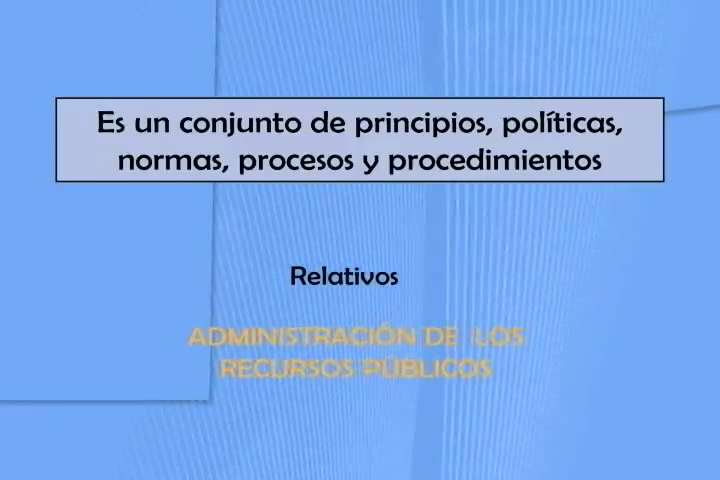 Es un conjunto de principios, políticas,
normas, procesos y procedimientos
Relativos
ADMINISTRACIÓN DE LOS
RECURSOS PÚBLICOS